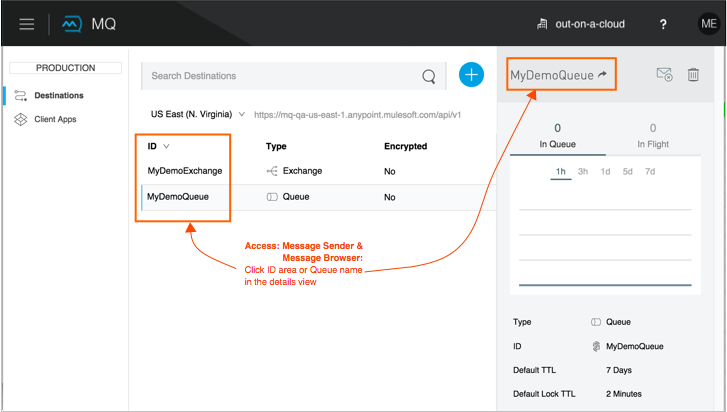 MQ
out-on-a-cloud
?
ME
PRODUCTION
Destinations
Client Apps
Search Destinations
US East (N. Virginia)
https://mq-qa-us-east-1.anypoint.mulesoft.com/api/v1
ID Type Encrypted
MyDemoExchange Exchange No
MyDemoQueue Queue No
Access: Message Sender &
Message Browser:
Click ID area or Queue name
in the details view
MyDemoQueue
0 0
In Queue In Flight
1h 3h 1d 5d 7d
Type Queue
ID MyDemoQueue
Default TTL 7 Days
Default Lock TTL 2 Minutes